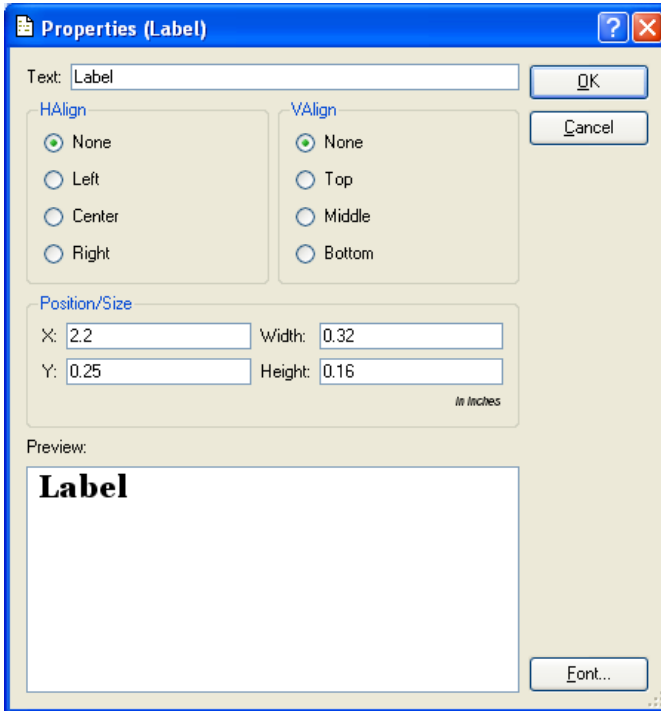 Properties (Label)
Text: Label
OK
HAlign
VAlign
Cancel
None
None
Left
Top
Center
Middle
Right
Bottom
Position/Size
X: 2.2 Width: 0.32
Y: 0.25 Height: 0.16
in inches
Preview:
Label
Font...